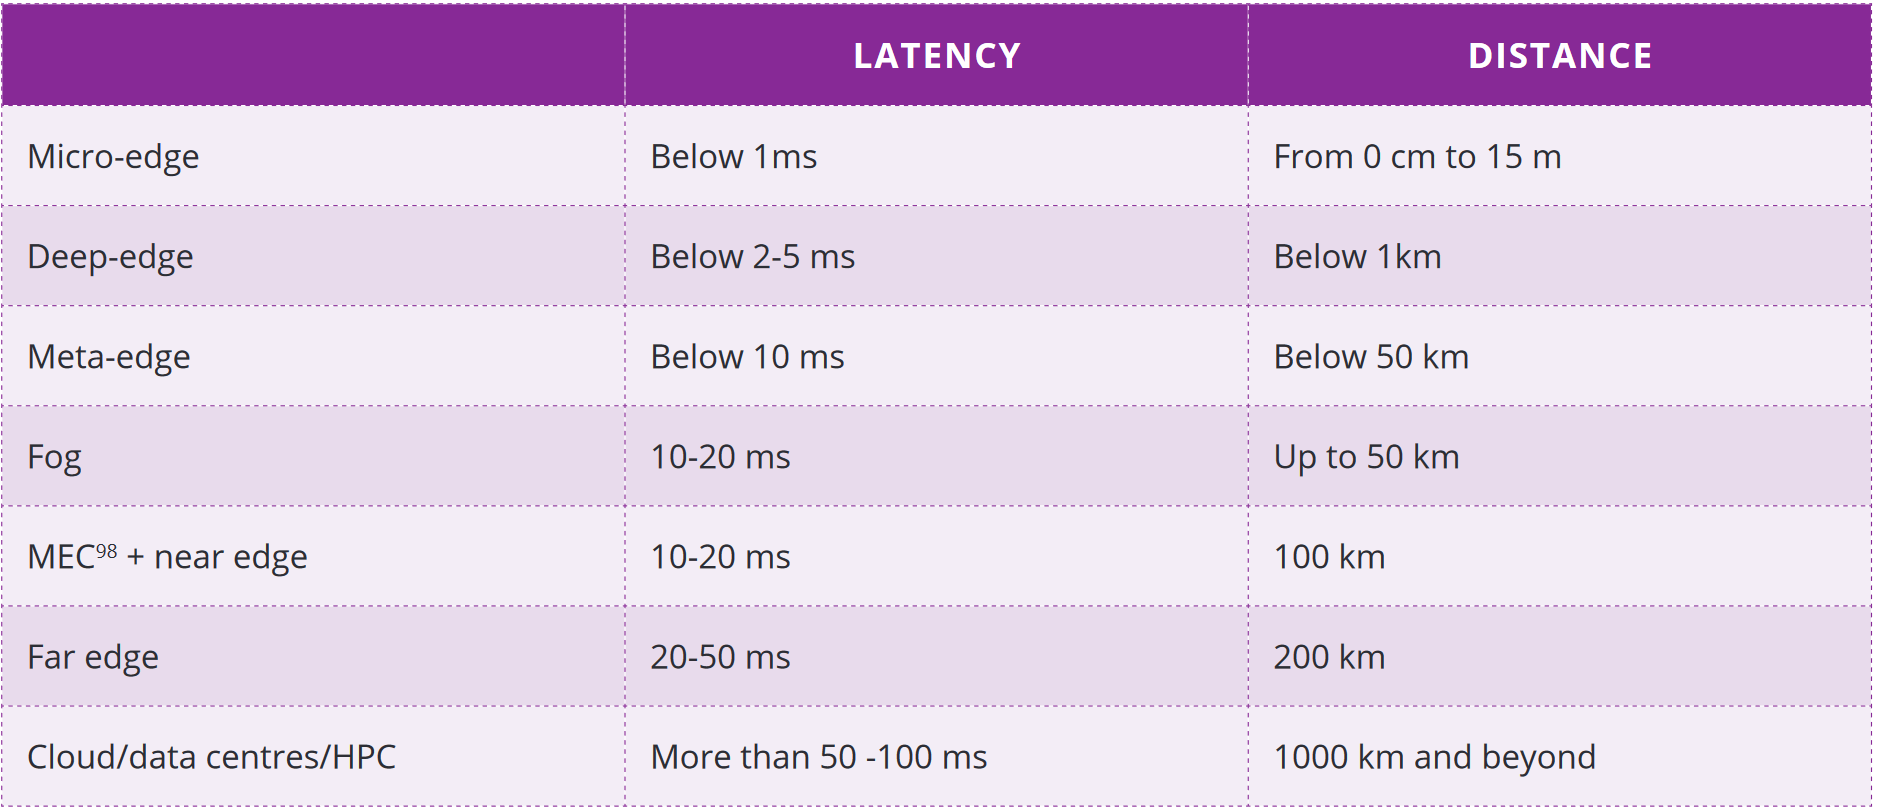 LATENCY DISTANCE
Micro-edge Below 1ms From 0 cm to 15 m
Deep-edge Below 2-5 ms Below 1km
Meta-edge Below 10 ms Below 50 km
Fog 10-20 ms Up to 50 km
MEC98 + near edge 10-20 ms 100 km
Far edge 20-50 ms 200 km
Cloud/data centres/HPC More than 50 -100 ms 1000 km and beyond